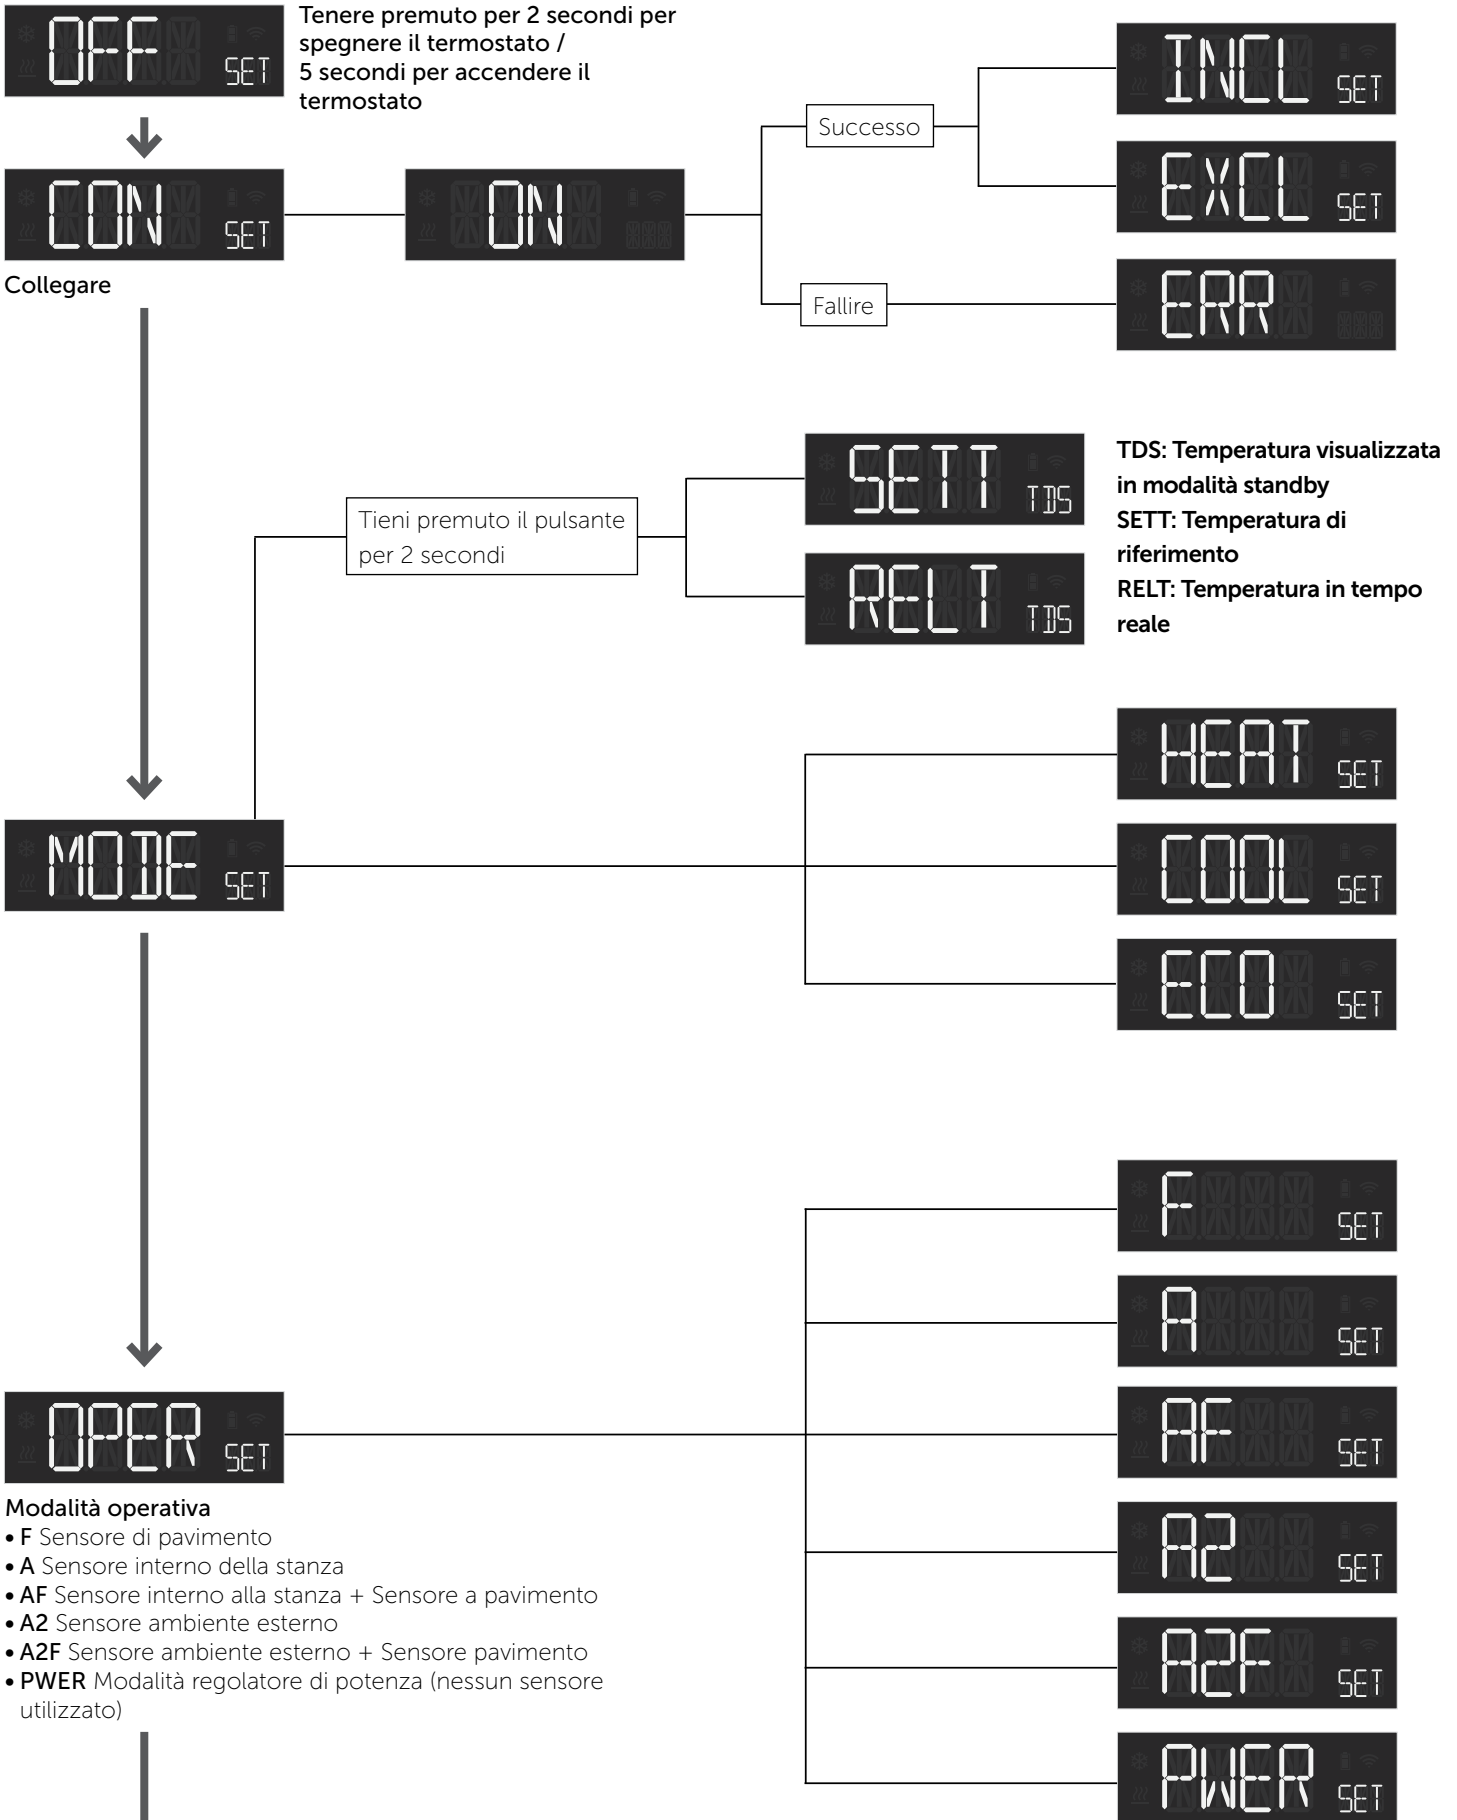 OFF SET
Tenere premuto per 2 secondi per
spegnere il termostato /
5 secondi per accendere il
termostato
CON SET
Collegare
ON
Successo
INCL SET
EXCL SET
Fallire
ERR
Tieni premuto il pulsante
per 2 secondi
SETT TDS
RELT TDS
TDS: Temperatura visualizzata
in modalità standby
SETT: Temperatura di
riferimento
RELT: Temperatura in tempo
reale
MODE SET
HEAT SET
COOL SET
ECO SET
OPER SET
Modalità operativa
• F Sensore di pavimento
• A Sensore interno della stanza
• AF Sensore interno alla stanza + Sensore a pavimento
• A2 Sensore ambiente esterno
• A2F Sensore ambiente esterno + Sensore pavimento
• PWER Modalità regolatore di potenza (nessun sensore
utilizzato)
F SET
A SET
AF SET
A2 SET
A2F SET
PWER SET